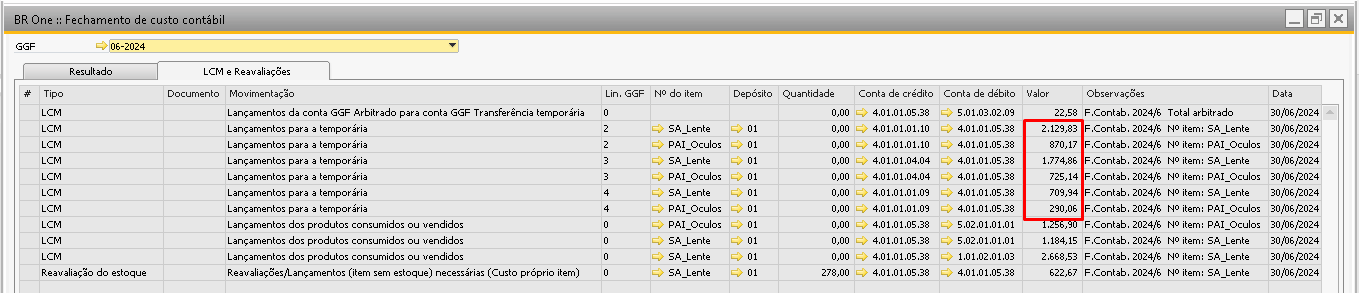 BR One :: Fechamento de custo contábil
GGF 06-2024
Resultado LCM e Reavaliações
# Tipo Documento Movimentação Lin. GGF Nº do item Depósito Quantidade Conta de crédito Conta de débito Valor Observações Data
LCM Lançamentos da conta GGF Arbitrado para conta GGF Transferência temporária 0 0,00 4.01.01.05.38 5.01.03.02.09 22,58 F.Contab. 2024/6 Total arbitrado 30/06/2024
LCM Lançamentos para a temporária 2 SA_Lente 01 0,00 4.01.01.01.10 4.01.01.05.38 2.129,83 F.Contab. 2024/6 Nº item: SA_Lente 30/06/2024
LCM Lançamentos para a temporária 2 PAI_Oculos 01 0,00 4.01.01.01.10 4.01.01.05.38 870,17 F.Contab. 2024/6 Nº item: PAI_Oculos 30/06/2024
LCM Lançamentos para a temporária 3 SA_Lente 01 0,00 4.01.01.04.04 4.01.01.05.38 1.774,86 F.Contab. 2024/6 Nº item: SA_Lente 30/06/2024
LCM Lançamentos para a temporária 3 PAI_Oculos 01 0,00 4.01.01.04.04 4.01.01.05.38 725,14 F.Contab. 2024/6 Nº item: PAI_Oculos 30/06/2024
LCM Lançamentos para a temporária 4 SA_Lente 01 0,00 4.01.01.01.09 4.01.01.05.38 709,94 F.Contab. 2024/6 Nº item: SA_Lente 30/06/2024
LCM Lançamentos para a temporária 4 PAI_Oculos 01 0,00 4.01.01.01.09 4.01.01.05.38 290,06 F.Contab. 2024/6 Nº item: PAI_Oculos 30/06/2024
LCM Lançamentos dos produtos consumidos ou vendidos 0 PAI_Oculos 01 0,00 4.01.01.05.38 5.02.01.01.01 1.256,90 F.Contab. 2024/6 Nº item: PAI_Oculos 30/06/2024
LCM Lançamentos dos produtos consumidos ou vendidos 0 SA_Lente 01 0,00 4.01.01.05.38 5.02.01.01.01 1.184,15 F.Contab. 2024/6 Nº item: SA_Lente 30/06/2024
LCM Lançamentos dos produtos consumidos ou vendidos 0 SA_Lente 01 0,00 4.01.01.05.38 1.01.02.01.03 2.668,53 F.Contab. 2024/6 Nº item: SA_Lente 30/06/2024
Reavaliação do estoque Reavaliações/Lançamentos (item sem estoque) necessárias (Custo próprio item) 0 SA_Lente 01 278,00 4.01.01.05.38 4.01.01.05.38 622,67 F.Contab. 2024/6 Nº item: SA_Lente 30/06/2024